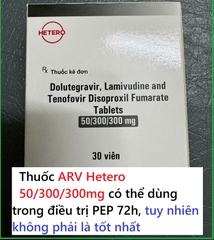 HETERO
Rx Thuốc kê đơn
Dolutegravir, Lamivudine and
Tenofovir Disoproxil Fumarate
Tablets
50/300/300 mg
30 viên
Thuốc ARV Hetero
50/300/300mg có thể dùng
trong điều trị PEP 72h, tuy nhiên
không phải là tốt nhất